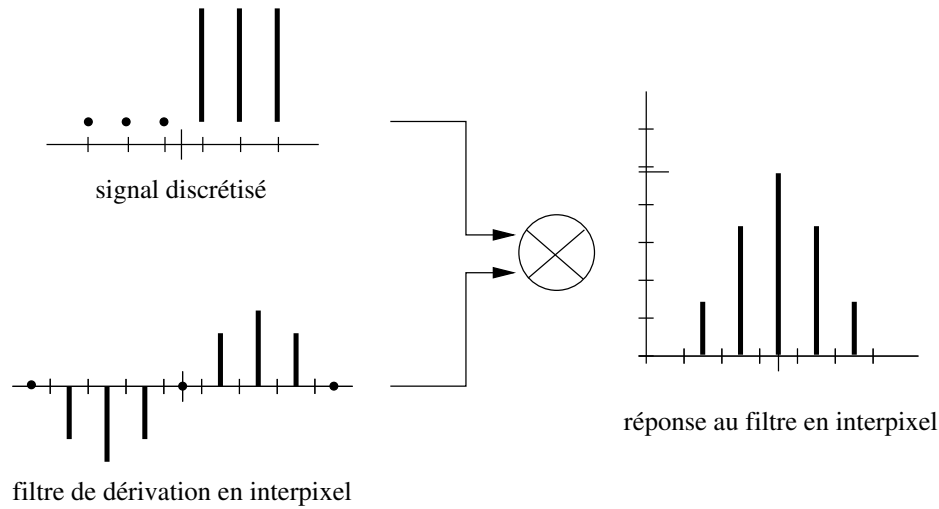 signal discrétisé
filtre de dérivation en interpixel
réponse au filtre en interpixel